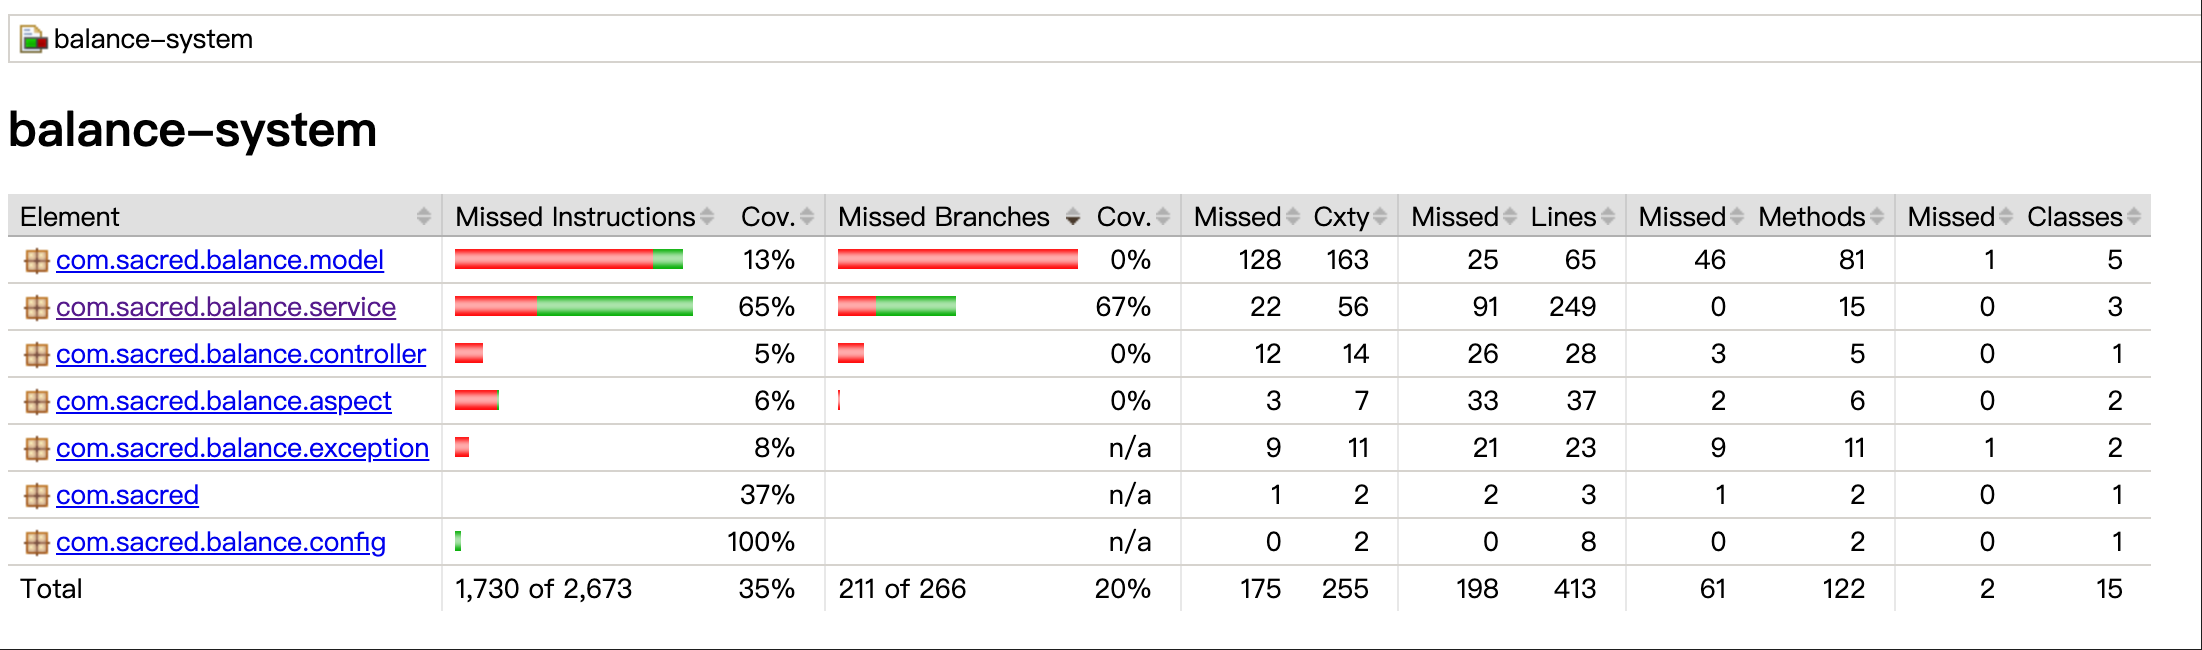 balance-system
balance-system
Element Missed Instructions Cov. Missed Branches Cov. Missed Cxty Missed Lines Missed Methods Missed Classes
com.sacred.balance.model 13% 0% 128 163 25 65 46 81 1 5
com.sacred.balance.service 65% 67% 22 56 91 249 0 15 0 3
com.sacred.balance.controller 5% 0% 12 14 26 28 3 5 0 1
com.sacred.balance.aspect 6% 0% 3 7 33 37 2 6 0 2
com.sacred.balance.exception 8% n/a 9 11 21 23 9 11 1 2
com.sacred 37% n/a 1 2 2 3 1 2 0 1
com.sacred.balance.config 100% n/a 0 2 0 8 0 2 0 1
Total 1,730 of 2,673 35% 211 of 266 20% 175 255 198 413 61 122 2 15